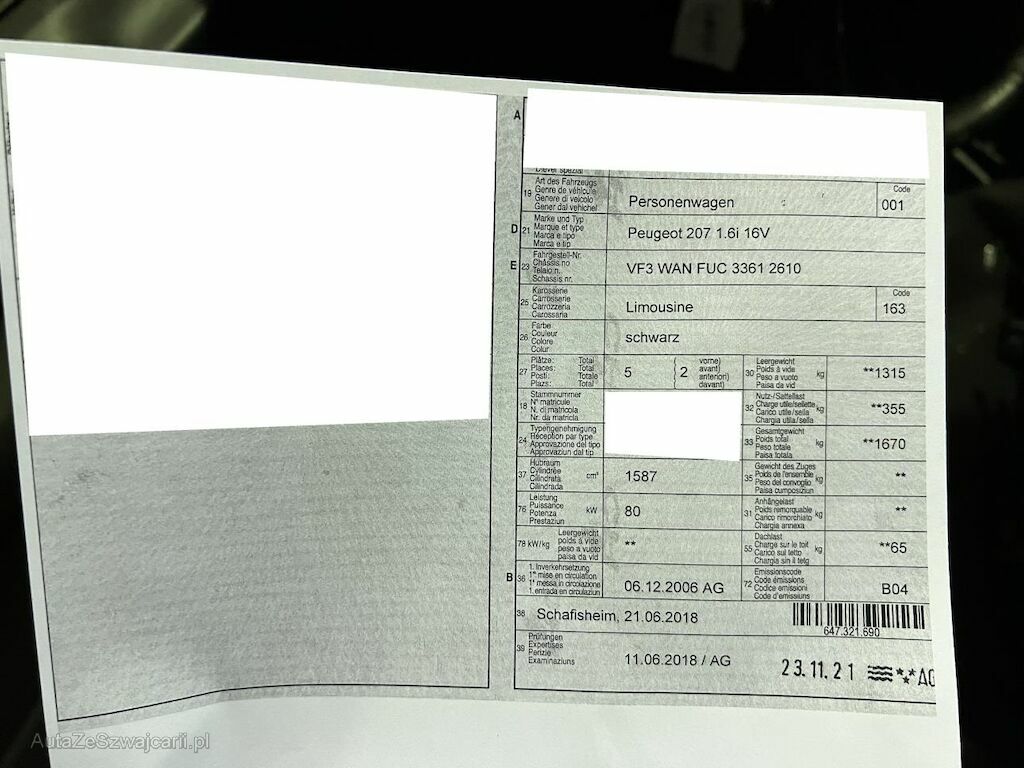 A
19 Art des Fahrzeugs
Genre de véhicule
Genere di veicolo
Gener dal vehichel
Personenwagen
Code
001
D 21 Marke und Typ
Marque et type
Marca e tipo
Marca e tip
Peugeot 207 1.6i 16V
E 23 Fahrgestell-Nr.
Châssis no
Telaio n.
Schassis nr.
VF3 WAN FUC 3361 2610
25 Karosserie
Carrosserie
Carrozzeria
Carossaria
Limousine
Code
163
26 Farbe
Couleur
Colore
Colur
schwarz
27 Plätze: Total
Places: Total
Posti: Totale
Plazs: Total
5
2
vorne)
avant)
anteriori)
davant)
30 Leergewicht
Poids à vide
Peso a vuoto
Paisa da vid
kg
**1315
18 Stammnummer
N° matricule
N. di matricola
Nr. da matricla
32 Nutz-/Sattellast
Charge utile/sellette
Carico utile/sella
Chargia utila/sella
kg
**355
24 Typengenehmigung
Réception par type
Approvazione del tipo
Approvaziun dal tip
33 Gesamtgewicht
Poids total
Peso totale
Paisa totala
kg
**1670
37 Hubraum
Cylindrée
Cilindrata
Cilindrada
cm³
1587
35 Gewicht des Zuges
Poids de l'ensemble
Peso del convoglio
Paisa cumposiziun
kg
**
76 Leistung
Puissance
Potenza
Prestaziun
kW
80
31 Anhängelast
Poids remorquable
Carico rimorchiato
Chargia annexa
kg
**
78 kW/kg
Leergewicht
poids à vide
peso a vuoto
paisa da vid
**
55 Dachlast
Charge sur le toit
Carico sul tetto
Chargia sin il tetg
kg
**65
B 36 1. Inverkehrsetzung
1re mise en circulation
1a messa in circolazione
1. entrada en circulaziun
06.12.2006 AG
72 Emissionscode
Code émissions
Codice emissioni
Code d'emissiuns
B04
38 Schafisheim, 21.06.2018
647.321.690
39 Prüfungen
Expertises
Perizie
Examinaziuns
11.06.2018 / AG
23.11.21 AG
AutaZeSzwajcarii.pl